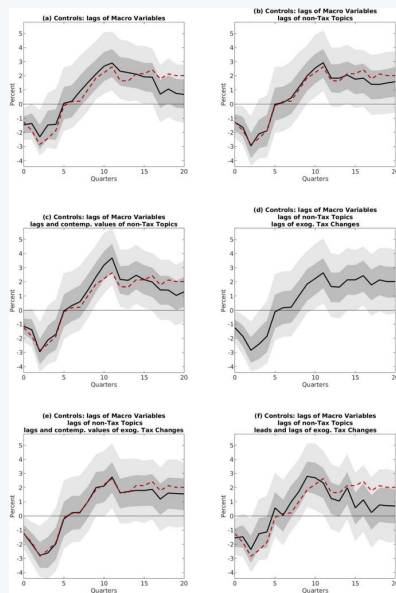 (a) Controls: lags of Macro Variables
5
4
3
2
1
0
-1
-2
-3
-4
Percent
0 5 10 15 20
Quarters
(b) Controls: lags of Macro Variables
lags of non-Tax Topics
5
4
3
2
1
0
-1
-2
-3
-4
Percent
0 5 10 15 20
Quarters
(c) Controls: lags of Macro Variables
lags and contemp. values of non-Tax Topics
5
4
3
2
1
0
-1
-2
-3
-4
Percent
0 5 10 15 20
Quarters
(d) Controls: lags of Macro Variables
lags of non-Tax Topics
lags of exog. Tax Changes
5
4
3
2
1
0
-1
-2
-3
-4
Percent
0 5 10 15 20
Quarters
(e) Controls: lags of Macro Variables
lags of non-Tax Topics
lags and contemp. values of exog. Tax Changes
5
4
3
2
1
0
-1
-2
-3
-4
Percent
0 5 10 15 20
Quarters
(f) Controls: lags of Macro Variables
lags of non-Tax Topics
leads and lags of exog. Tax Changes
5
4
3
2
1
0
-1
-2
-3
-4
Percent
0 5 10 15 20
Quarters